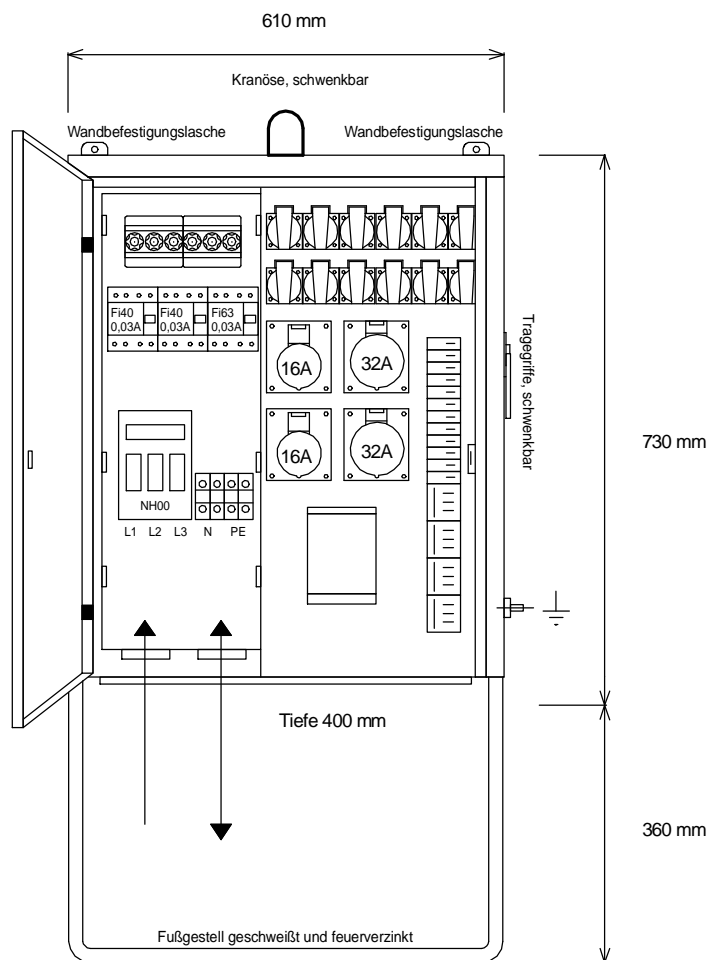 610 mm
Kranöse, schwenkbar
Wandbefestigungslasche
Wandbefestigungslasche
Fi40
0,03A
Fi40
0,03A
Fi63
0,03A
Tragegriffe, schwenkbar
16A
32A
730 mm
16A
32A
NH00
L1 L2 L3 N PE
Tiefe 400 mm
360 mm
Fußgestell geschweißt und feuerverzinkt